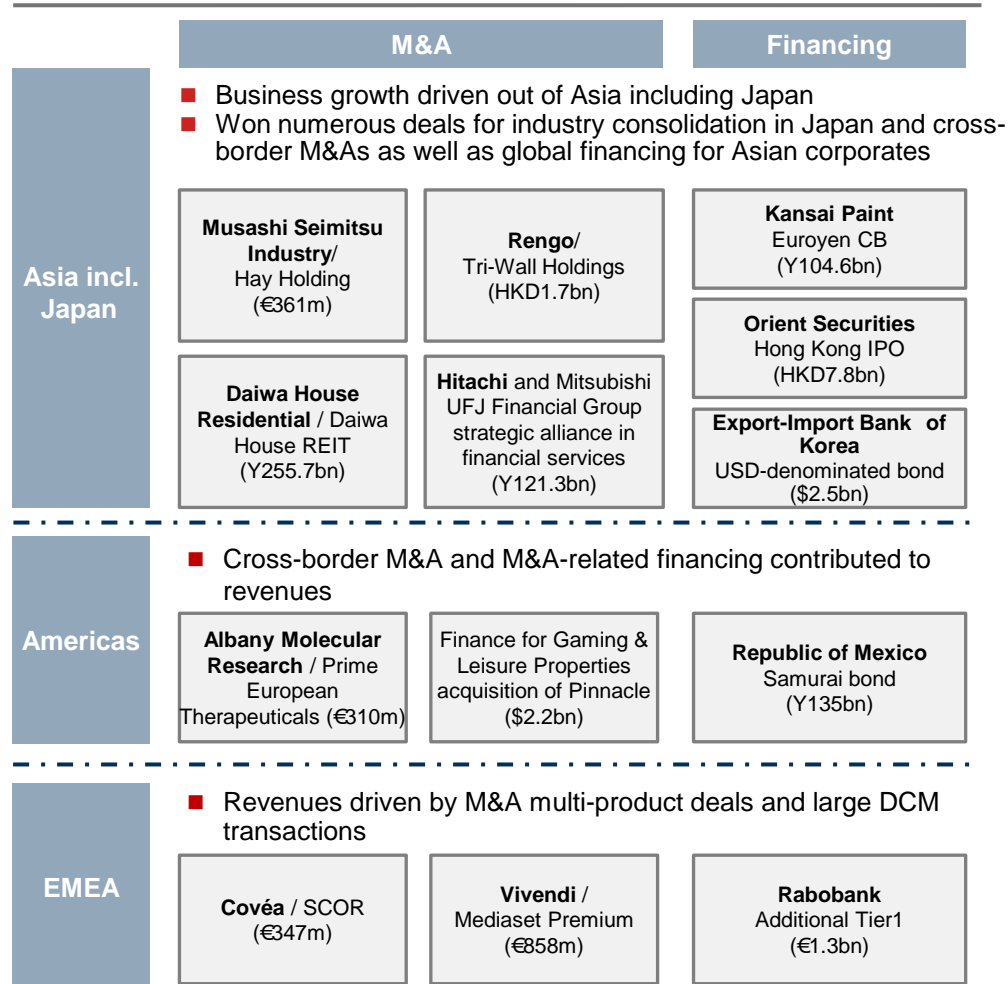 M&A
Financing
Asia incl.
Japan
■ Business growth driven out of Asia including Japan
■ Won numerous deals for industry consolidation in Japan and cross-
border M&As as well as global financing for Asian corporates
Musashi Seimitsu
Industry/
Hay Holding
(€361m)
Rengo/
Tri-Wall Holdings
(HKD1.7bn)
Kansai Paint
Euroyen CB
(Y104.6bn)
Orient Securities
Hong Kong IPO
(HKD7.8bn)
Daiwa House
Residential / Daiwa
House REIT
(Y255.7bn)
Hitachi and Mitsubishi
UFJ Financial Group
strategic alliance in
financial services
(Y121.3bn)
Export-Import Bank of
Korea
USD-denominated bond
($2.5bn)
Americas
■ Cross-border M&A and M&A-related financing contributed to
revenues
Albany Molecular
Research / Prime
European
Therapeuticals (€310m)
Finance for Gaming &
Leisure Properties
acquisition of Pinnacle
($2.2bn)
Republic of Mexico
Samurai bond
(Y135bn)
EMEA
■ Revenues driven by M&A multi-product deals and large DCM
transactions
Covéa / SCOR
(€347m)
Vivendi /
Mediaset Premium
(€858m)
Rabobank
Additional Tier1
(€1.3bn)